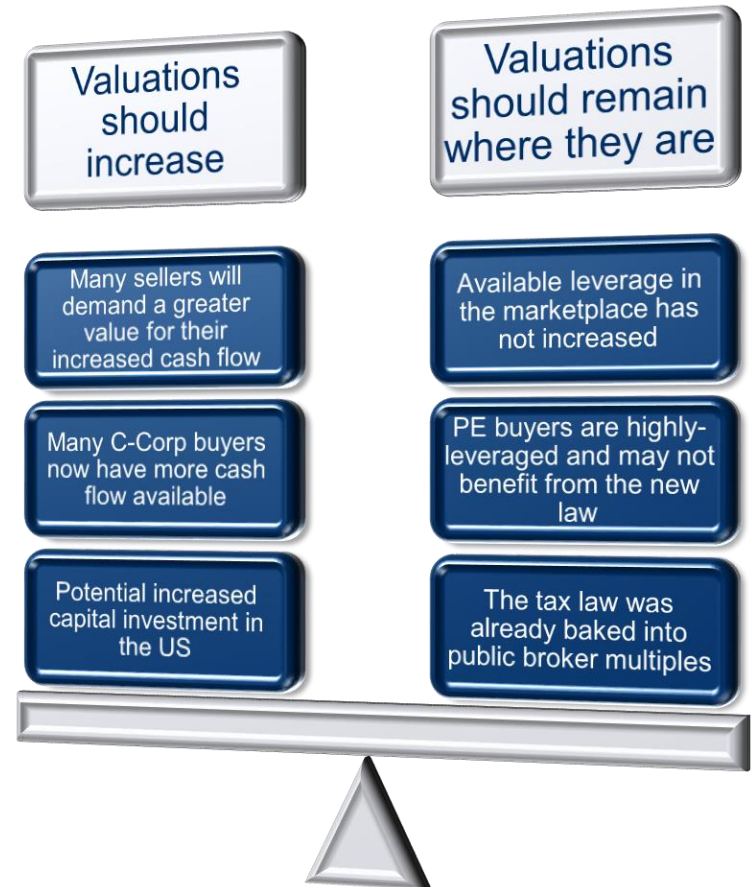 Valuations
should
increase
Many sellers will
demand a greater
value for their
increased cash flow
Many C-Corp buyers
now have more cash
flow available
Potential increased
capital investment in
the US
Valuations
should remain
where they are
Available leverage in
the marketplace has
not increased
PE buyers are highly-
leveraged and may not
benefit from the new
law
The tax law was
already baked into
public broker multiples